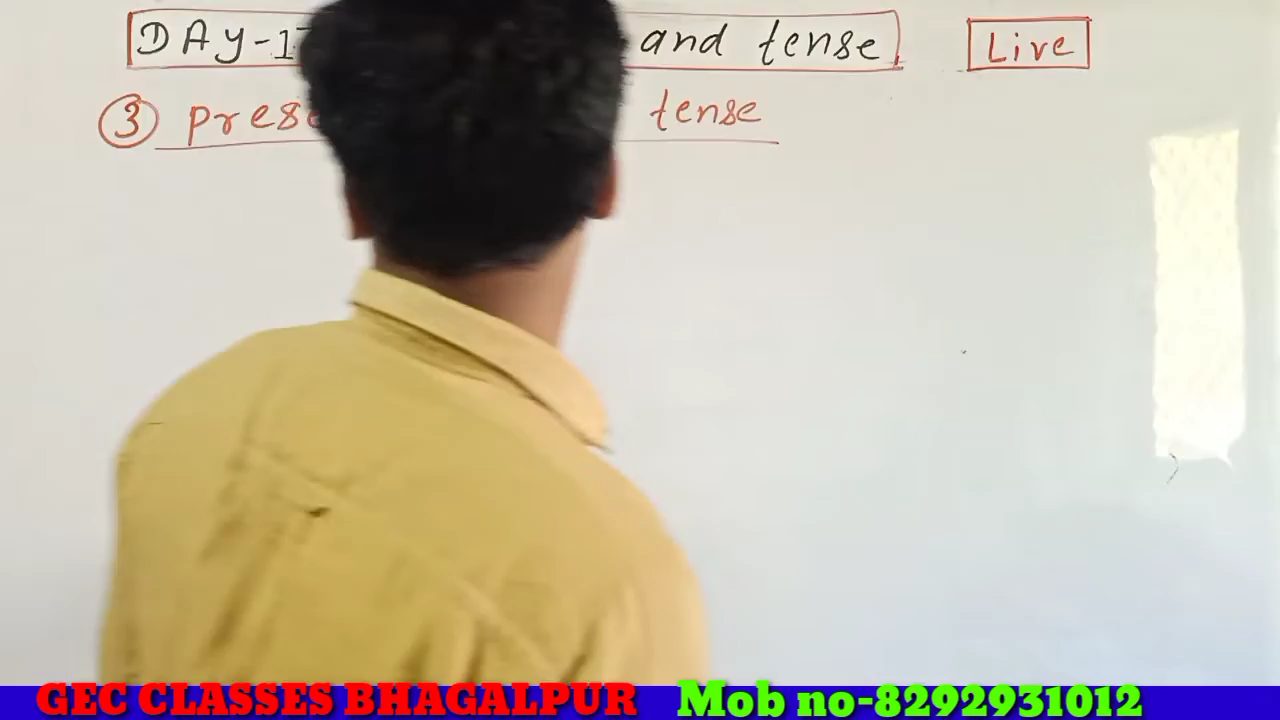 DAY-17 and tense
Live
③ prese tense
GEC CLASSES BHAGALPUR Mob no-8292931012